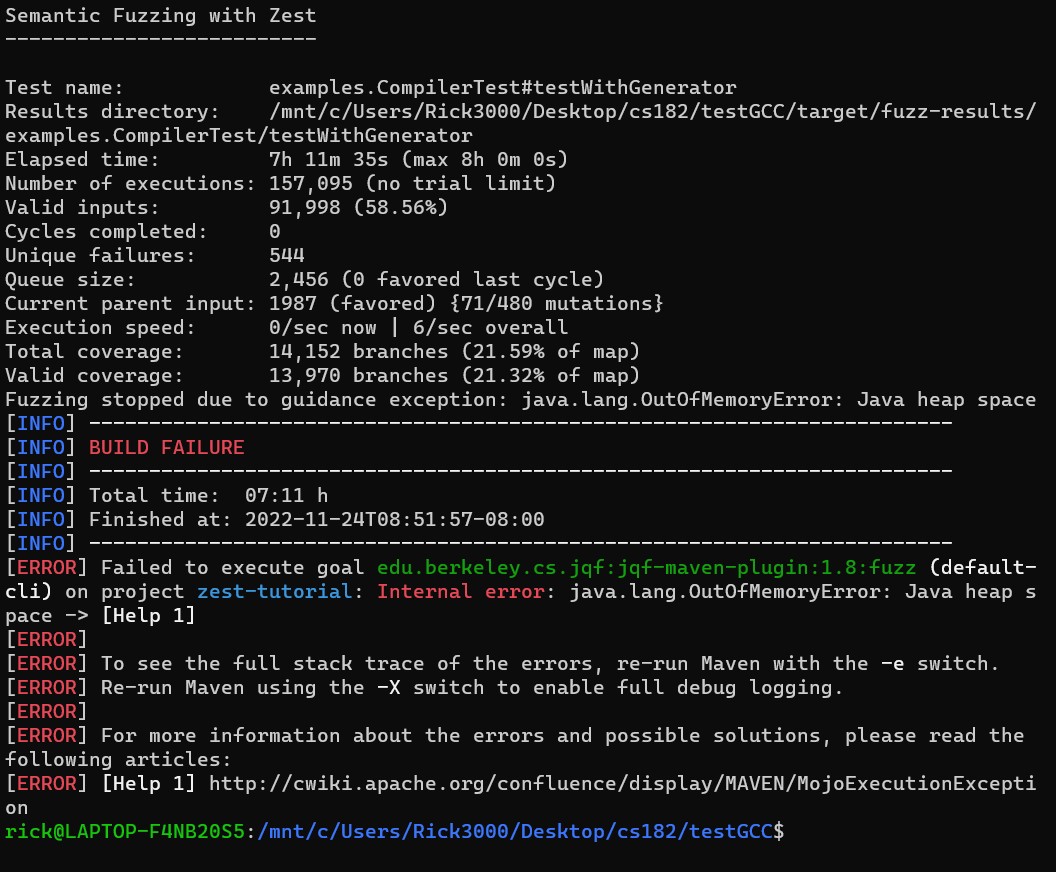 Semantic Fuzzing with Zest
--------------------------
Test name:            examples.CompilerTest#testWithGenerator
Results directory:    /mnt/c/Users/Rick3000/Desktop/cs182/testGCC/target/fuzz-results/
examples.CompilerTest/testWithGenerator
Elapsed time:         7h 11m 35s (max 8h 0m 0s)
Number of executions: 157,095 (no trial limit)
Valid inputs:         91,998 (58.56%)
Cycles completed:     0
Unique failures:      544
Queue size:           2,456 (0 favored last cycle)
Current parent input: 1987 (favored) {71/480 mutations}
Execution speed:      0/sec now | 6/sec overall
Total coverage:       14,152 branches (21.59% of map)
Valid coverage:       13,970 branches (21.32% of map)
Fuzzing stopped due to guidance exception: java.lang.OutOfMemoryError: Java heap space
[INFO] ------------------------------------------------------------------------
[INFO] BUILD FAILURE
[INFO] ------------------------------------------------------------------------
[INFO] Total time:  07:11 h
[INFO] Finished at: 2022-11-24T08:51:57-08:00
[INFO] ------------------------------------------------------------------------
[ERROR] Failed to execute goal edu.berkeley.cs.jqf:jqf-maven-plugin:1.8:fuzz (default-
cli) on project zest-tutorial: Internal error: java.lang.OutOfMemoryError: Java heap s
pace -> [Help 1]
[ERROR]
[ERROR] To see the full stack trace of the errors, re-run Maven with the -e switch.
[ERROR] Re-run Maven using the -X switch to enable full debug logging.
[ERROR]
[ERROR] For more information about the errors and possible solutions, please read the
following articles:
[ERROR] [Help 1] http://cwiki.apache.org/confluence/display/MAVEN/MojoExecutionExcepti
on
rick@LAPTOP-F4NB20S5:/mnt/c/Users/Rick3000/Desktop/cs182/testGCC$